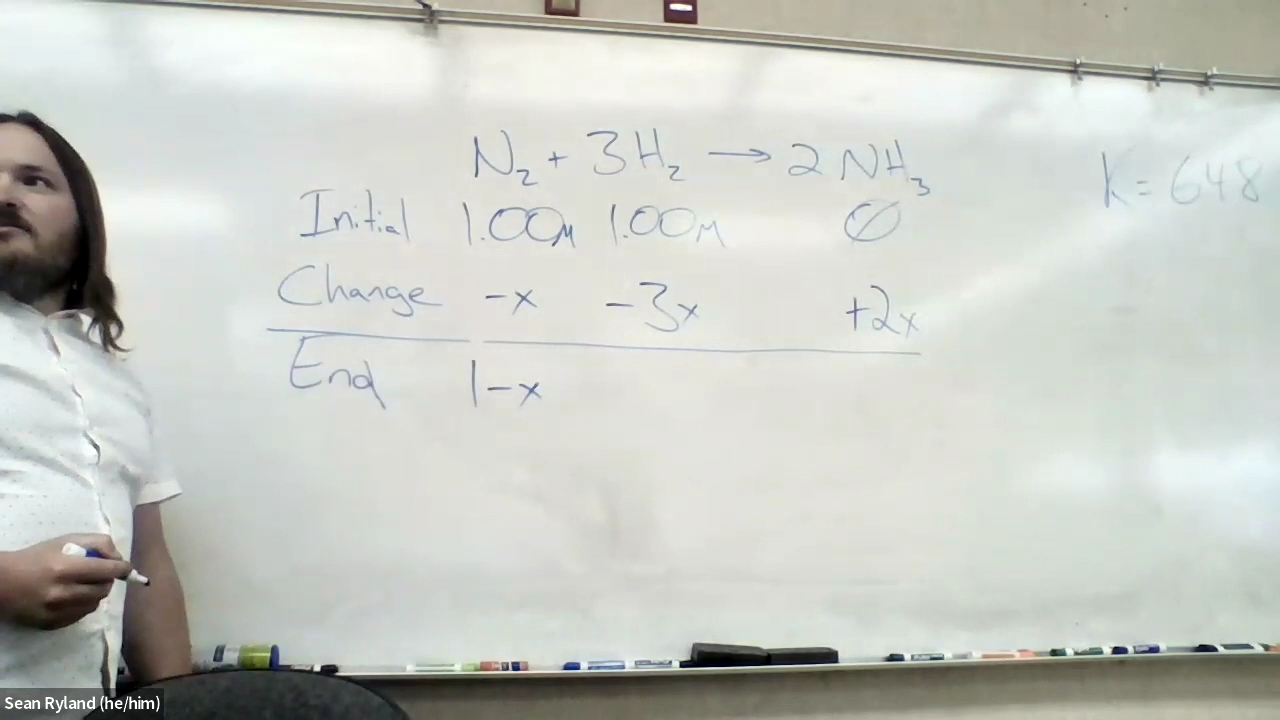 N₂ + 3H₂ → 2 NH₃
K = 648
Initial 1.00M 1.00M ∅
Change -x -3x +2x
End 1-x
Sean Ryland (he/him)